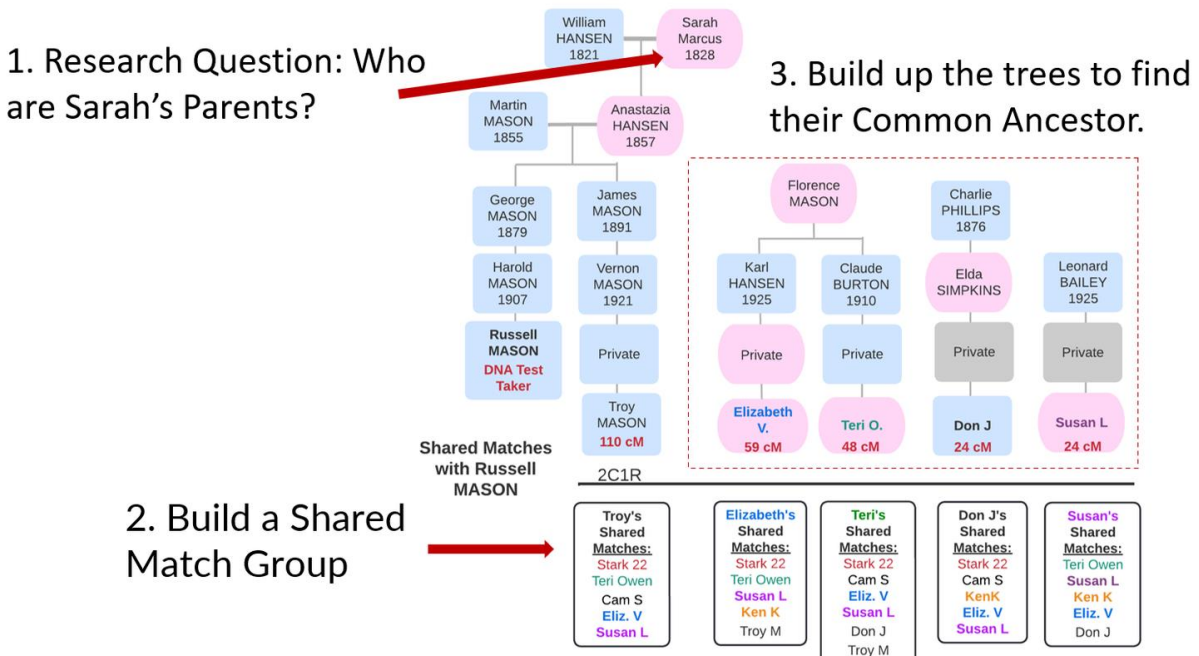 1. Research Question: Who
are Sarah's Parents?
William
HANSEN
1821
Sarah
Marcus
1828
3. Build up the trees to find
their Common Ancestor.
Martin
MASON
1855
Anastazia
HANSEN
1857
George
MASON
1879
James
MASON
1891
Harold
MASON
1907
Vernon
MASON
1921
Russell
MASON
DNA Test
Taker
Private
Troy
MASON
110 cM
2C1R
Florence
MASON
Karl
HANSEN
1925
Claude
BURTON
1910
Private
Private
Elizabeth
V.
59 cM
Teri O.
48 cM
Charlie
PHILLIPS
1876
Elda
SIMPKINS
Private
Don J
24 cM
Leonard
BAILEY
1925
Private
Susan L
24 cM
Shared Matches
with Russell
MASON
2. Build a Shared
Match Group
Troy's
Shared
Matches:
Stark 22
Teri Owen
Cam S
Eliz. V
Susan L
Elizabeth's
Shared
Matches:
Stark 22
Teri Owen
Susan L
Ken K
Troy M
Teri's
Shared
Matches:
Stark 22
Cam S
Eliz. V
Susan L
Don J
Troy M
Don J's
Shared
Matches:
Stark 22
Cam S
KenK
Eliz. V
Susan L
Susan's
Shared
Matches:
Teri Owen
Susan L
Ken K
Eliz. V
Don J